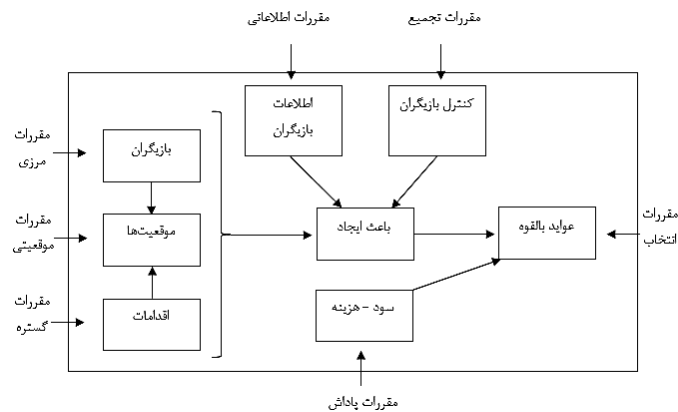 مقررات تجمیع
مقررات اطلاعاتی
کنترل بازیگران
اطلاعات
بازیگران
مقررات
مرزی
بازیگران
مقررات
موقعیتی
موقعیت‌ها
باعث ایجاد
عواید بالقوه
مقررات
انتخاب
مقررات
گستره
اقدامات
سود - هزینه
مقررات پاداش